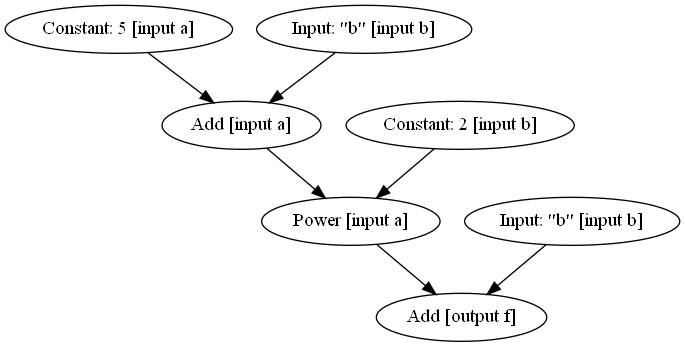 Constant: 5 [input a]
Input: "b" [input b]
Add [input a]
Constant: 2 [input b]
Power [input a]
Input: "b" [input b]
Add [output f]